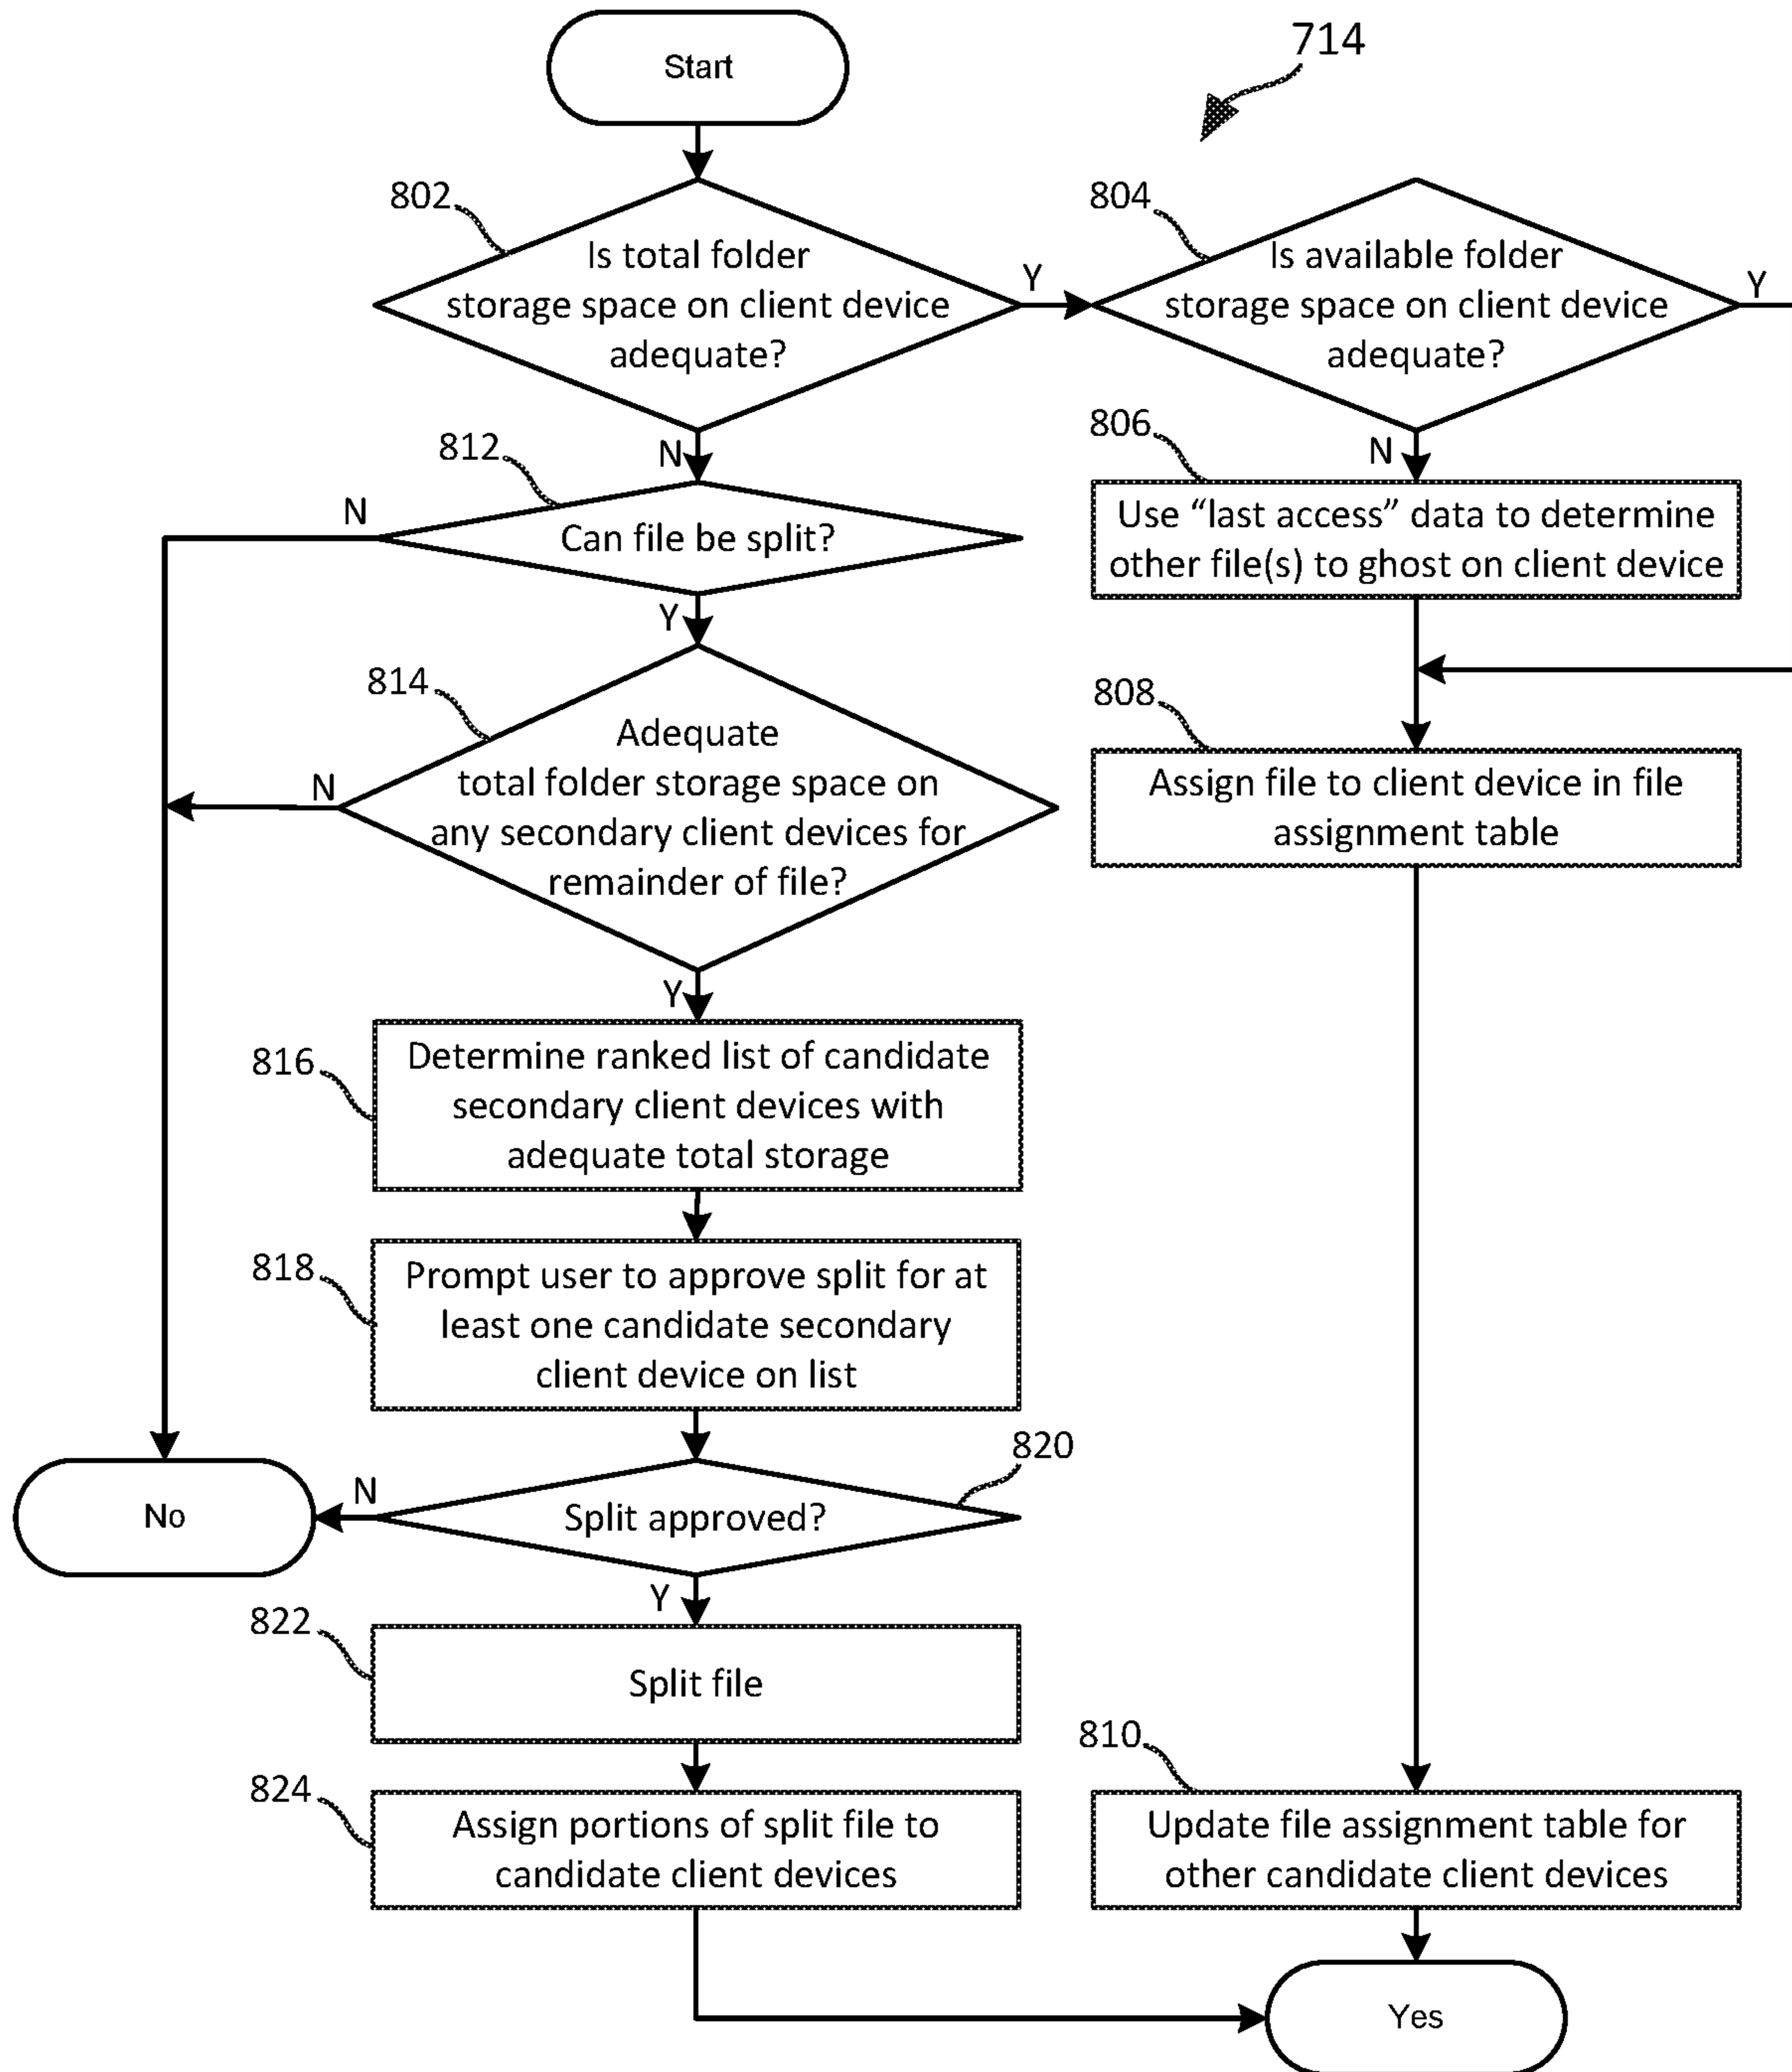 Start
714
802
Is total folder
storage space on client device
adequate?
Y
804
Is available folder
storage space on client device
adequate?
Y
N
812
Can file be split?
N
Y
806
N
Use “last access” data to determine
other file(s) to ghost on client device
814
Adequate
total folder storage space on
any secondary client devices for
remainder of file?
N
Y
808
Assign file to client device in file
assignment table
816
Determine ranked list of candidate
secondary client devices with
adequate total storage
818
Prompt user to approve split for at
least one candidate secondary
client device on list
820
Split approved?
N
No
Y
822
Split file
824
Assign portions of split file to
candidate client devices
810
Update file assignment table for
other candidate client devices
Yes